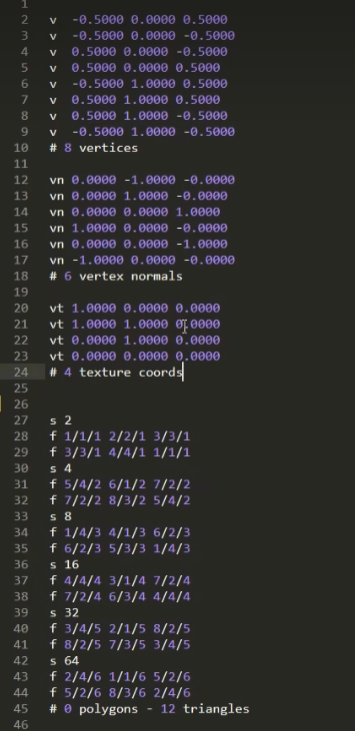 1
2 v -0.5000 0.0000 0.5000
3 v -0.5000 0.0000 -0.5000
4 v 0.5000 0.0000 -0.5000
5 v 0.5000 0.0000 0.5000
6 v -0.5000 1.0000 0.5000
7 v 0.5000 1.0000 0.5000
8 v 0.5000 1.0000 -0.5000
9 v -0.5000 1.0000 -0.5000
10 # 8 vertices
11
12 vn 0.0000 -1.0000 -0.0000
13 vn 0.0000 1.0000 -0.0000
14 vn 0.0000 0.0000 1.0000
15 vn 1.0000 0.0000 -0.0000
16 vn 0.0000 0.0000 -1.0000
17 vn -1.0000 0.0000 -0.0000
18 # 6 vertex normals
19
20 vt 1.0000 0.0000 0.0000
21 vt 1.0000 1.0000 0.0000
22 vt 0.0000 1.0000 0.0000
23 vt 0.0000 0.0000 0.0000
24 # 4 texture coords
25
26
27 s 2
28 f 1/1/1 2/2/1 3/3/1
29 f 3/3/1 4/4/1 1/1/1
30 s 4
31 f 5/4/2 6/1/2 7/2/2
32 f 7/2/2 8/3/2 5/4/2
33 s 8
34 f 1/4/3 4/1/3 6/2/3
35 f 6/2/3 5/3/3 1/4/3
36 s 16
37 f 4/4/4 3/1/4 7/2/4
38 f 7/2/4 6/3/4 4/4/4
39 s 32
40 f 3/4/5 2/1/5 8/2/5
41 f 8/2/5 7/3/5 3/4/5
42 s 64
43 f 2/4/6 1/1/6 5/2/6
44 f 5/2/6 8/3/6 2/4/6
45 # 0 polygons - 12 triangles
46